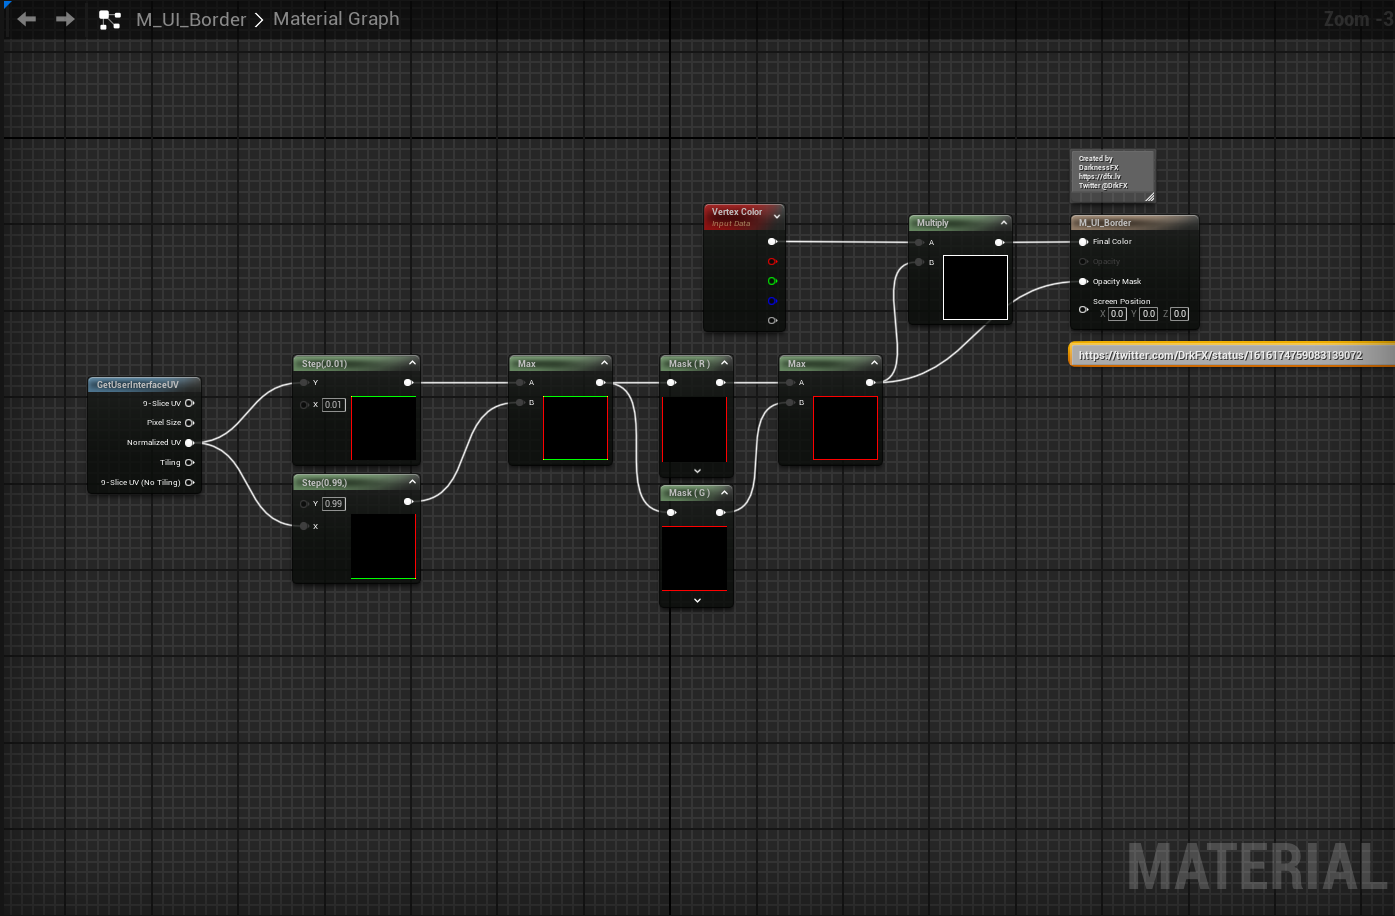 M_UI_Border > Material Graph
Zoom -3
Created by
DarknessFX
https://dfx.lv
Twitter @DrkFX
Vertex Color
Input Data
Multiply
A
B
M_UI_Border
Final Color
Opacity
Opacity Mask
Screen Position
X 0.0 Y 0.0 Z 0.0
https://twitter.com/DrkFX/status/1616174759083139072
GetUserInterfaceUV
9-Slice UV
Pixel Size
Normalized UV
Tiling
9-Slice UV (No Tiling)
Step(,0.01)
Y
X 0.01
Step(0.99,)
Y 0.99
X
Max
A
B
Mask ( R )
Mask ( G )
Max
A
B
MATERIAL